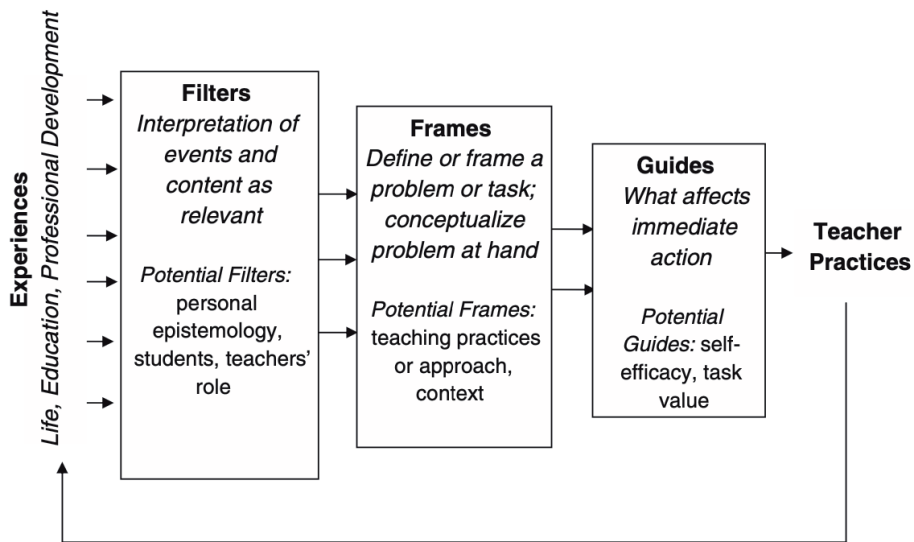 Experiences
Life, Education, Professional Development
Filters
Interpretation of
events and
content as
relevant
Potential Filters:
personal
epistemology,
students, teachers’
role
Frames
Define or frame a
problem or task;
conceptualize
problem at hand
Potential Frames:
teaching practices
or approach,
context
Guides
What affects
immediate
action
Potential
Guides: self-
efficacy, task
value
Teacher
Practices